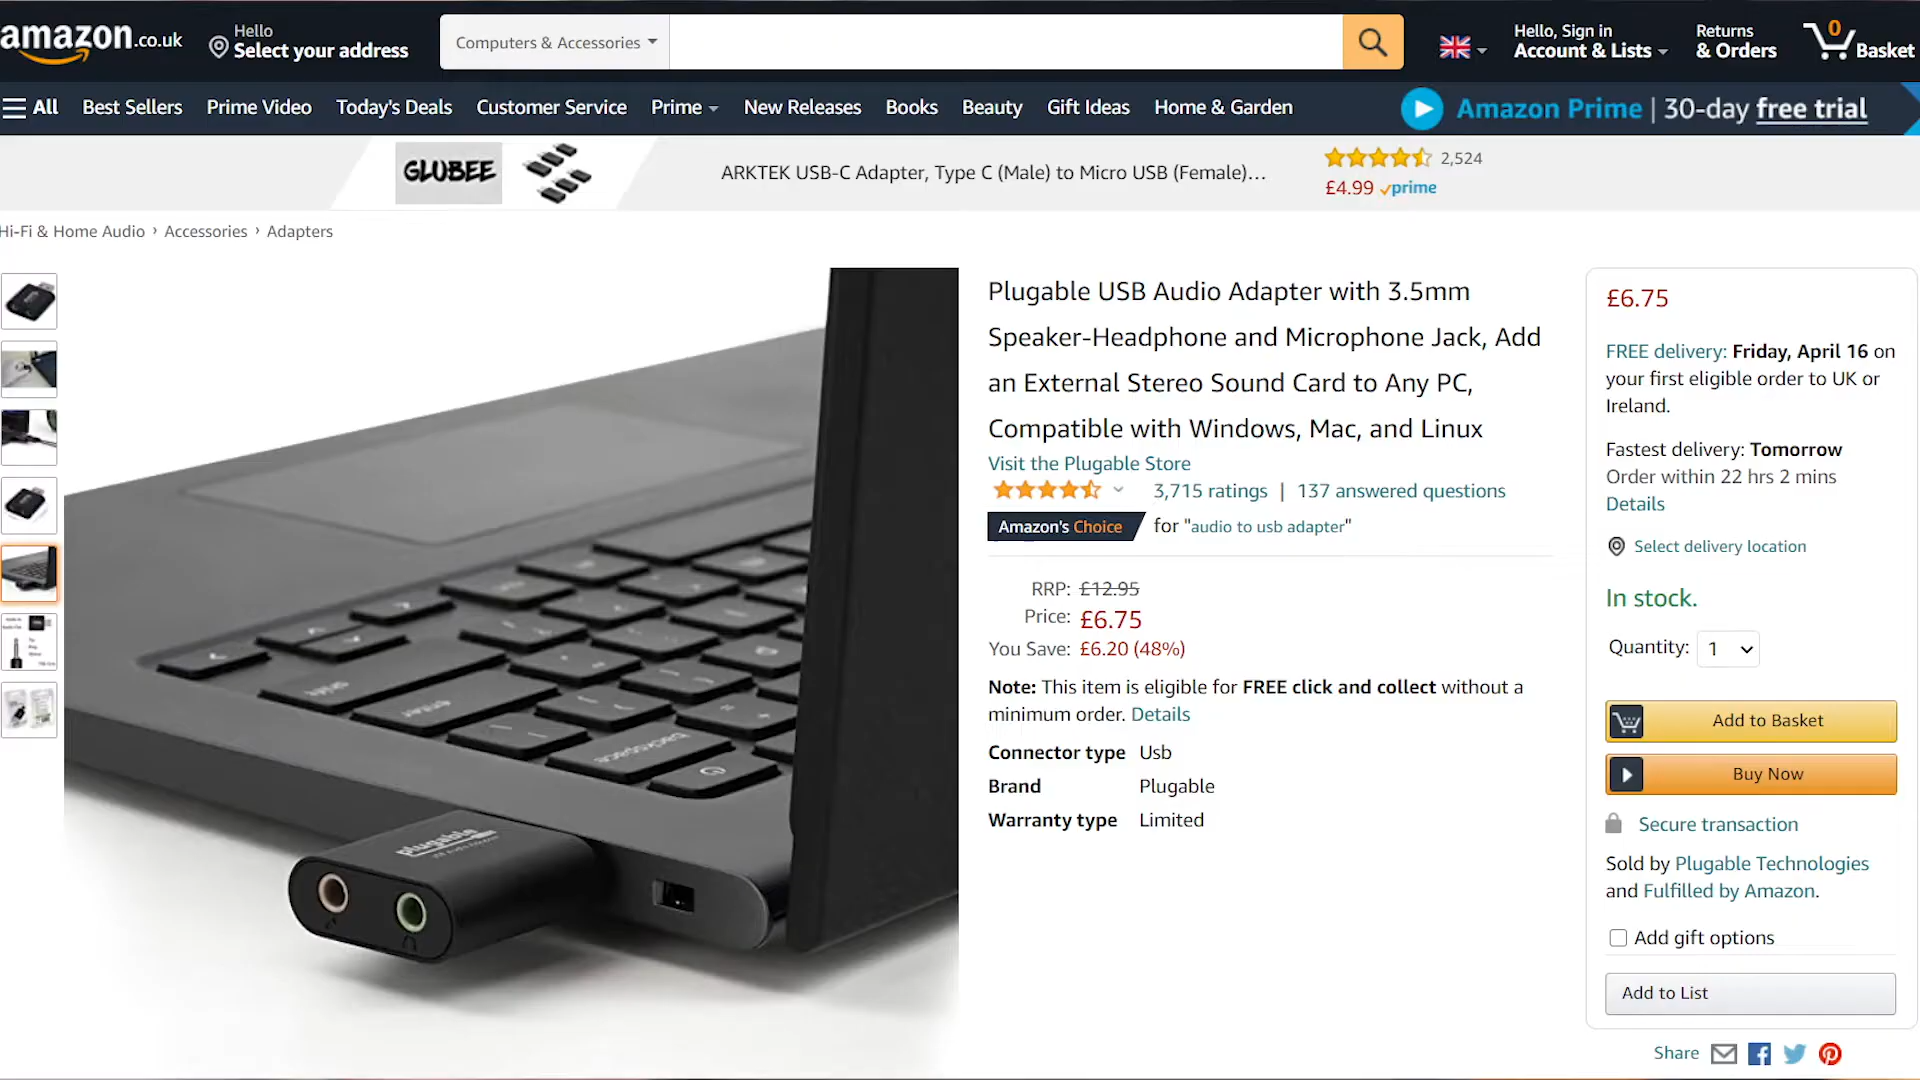 amazon.co.uk
Hello
Select your address
Computers & Accessories
Hello, Sign in
Account & Lists
Returns
& Orders
0
Basket
All
Best Sellers
Prime Video
Today's Deals
Customer Service
Prime
New Releases
Books
Beauty
Gift Ideas
Home & Garden
Amazon Prime | 30-day free trial
GLUBEE
ARKTEK USB-C Adapter, Type C (Male) to Micro USB (Female)…
2,524
£4.99 prime
Hi-Fi & Home Audio › Accessories › Adapters
Plugable USB Audio Adapter with 3.5mm
Speaker-Headphone and Microphone Jack, Add
an External Stereo Sound Card to Any PC,
Compatible with Windows, Mac, and Linux
Visit the Plugable Store
3,715 ratings | 137 answered questions
Amazon's Choice for "audio to usb adapter"
RRP: £12.95
Price: £6.75
You Save: £6.20 (48%)
Note: This item is eligible for FREE click and collect without a
minimum order. Details
Connector type Usb
Brand Plugable
Warranty type Limited
plugable
enter
backspace
£6.75
FREE delivery: Friday, April 16 on
your first eligible order to UK or
Ireland.
Fastest delivery: Tomorrow
Order within 22 hrs 2 mins
Details
Select delivery location
In stock.
Quantity: 1
Add to Basket
Buy Now
Secure transaction
Sold by Plugable Technologies
and Fulfilled by Amazon.
Add gift options
Add to List
Share